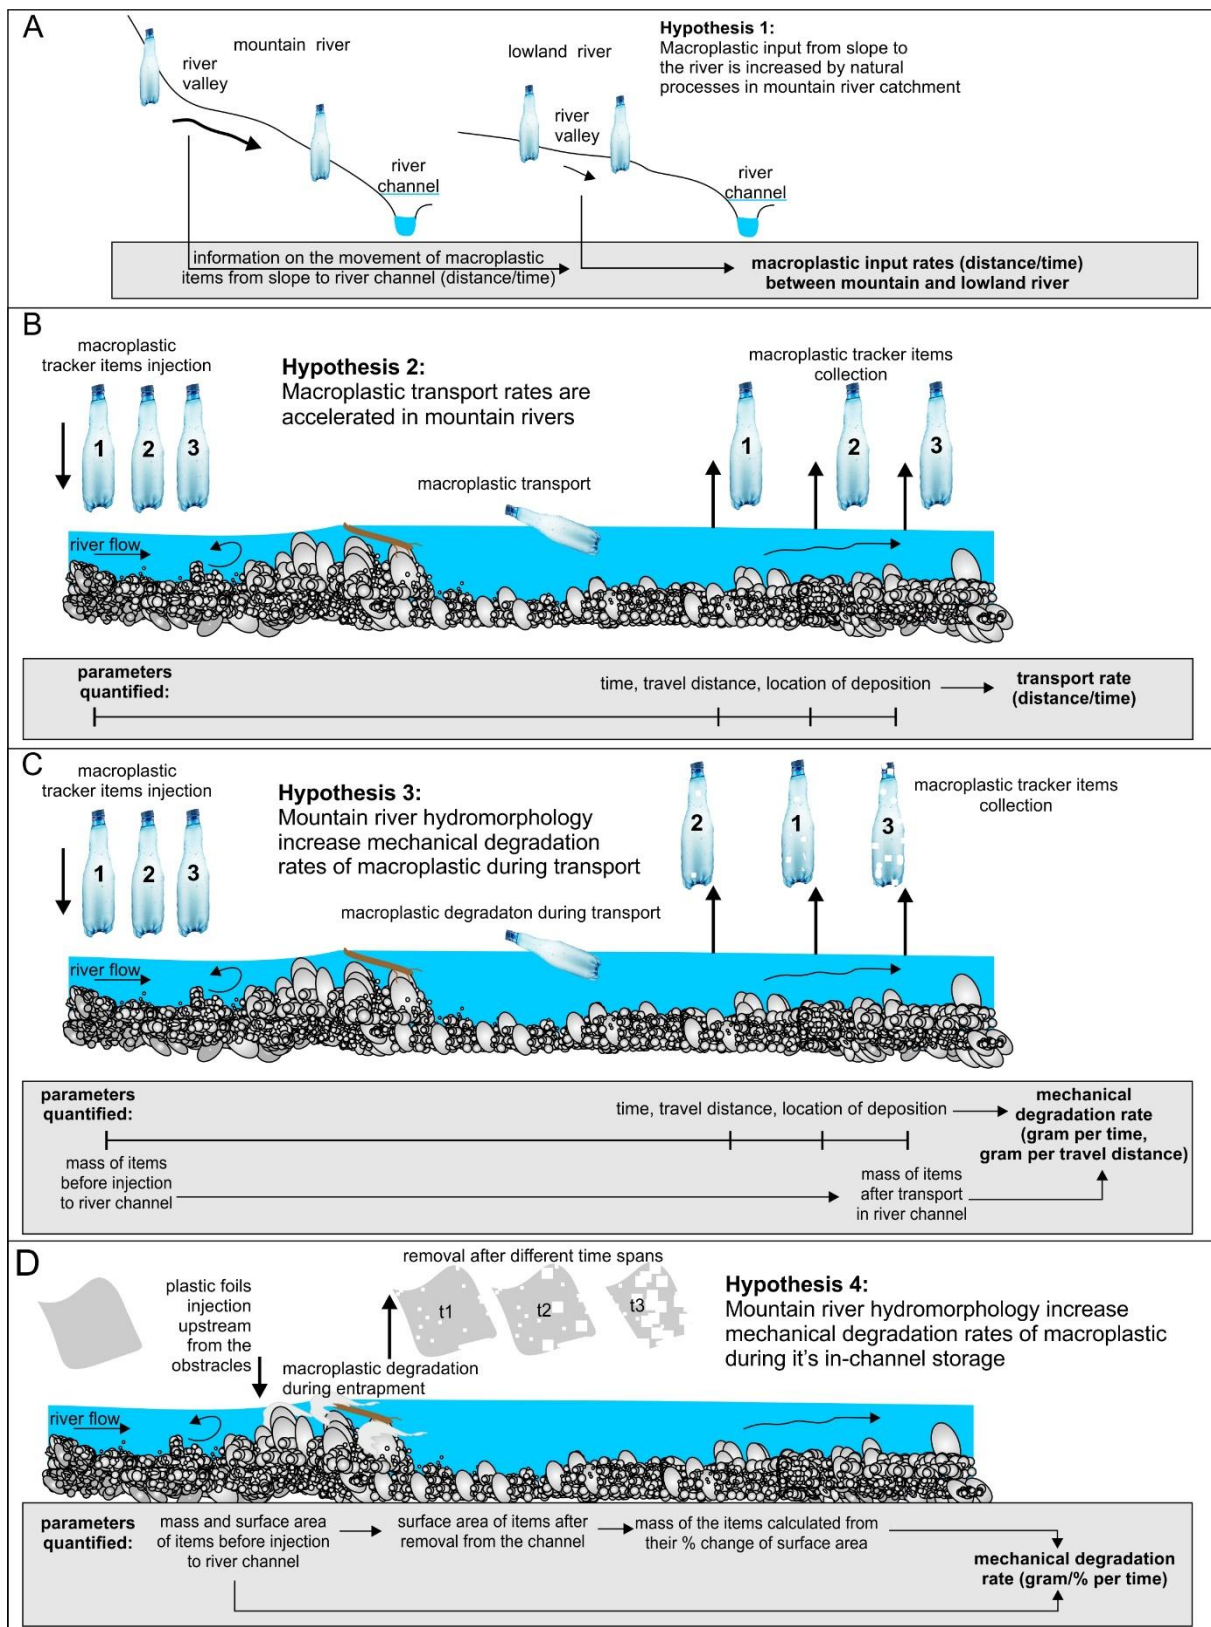 A
mountain river
river
valley
river
channel
lowland river
river
valley
river
channel
Hypothesis 1:
Macroplastic input from slope to
the river is increased by natural
processes in mountain river catchment
information on the movement of macroplastic
items from slope to river channel (distance/time)
macroplastic input rates (distance/time)
between mountain and lowland river
B
macroplastic
tracker items injection
1 2 3
Hypothesis 2:
Macroplastic transport rates are
accelerated in mountain rivers
macroplastic tracker items
collection
1 2 3
macroplastic transport
river flow
parameters
quantified:
time, travel distance, location of deposition
transport rate
(distance/time)
C
macroplastic
tracker items injection
1 2 3
Hypothesis 3:
Mountain river hydromorphology
increase mechanical degradation
rates of macroplastic during transport
2 1 3
macroplastic tracker items
collection
macroplastic degradaton during transport
river flow
parameters
quantified:
time, travel distance, location of deposition
mechanical
degradation rate
(gram per time,
gram per travel distance)
mass of items
before injection
to river channel
mass of items
after transport
in river channel
D
plastic foils
injection
upstream
from the
obstacles
removal after different time spans
t1 t2 t3
macroplastic degradation
during entrapment
Hypothesis 4:
Mountain river hydromorphology increase
mechanical degradation rates of macroplastic
during it's in-channel storage
river flow
parameters
quantified:
mass and surface area
of items before injection
to river channel
surface area of items after
removal from the channel
mass of the items calculated from
their % change of surface area
mechanical degradation
rate (gram/% per time)